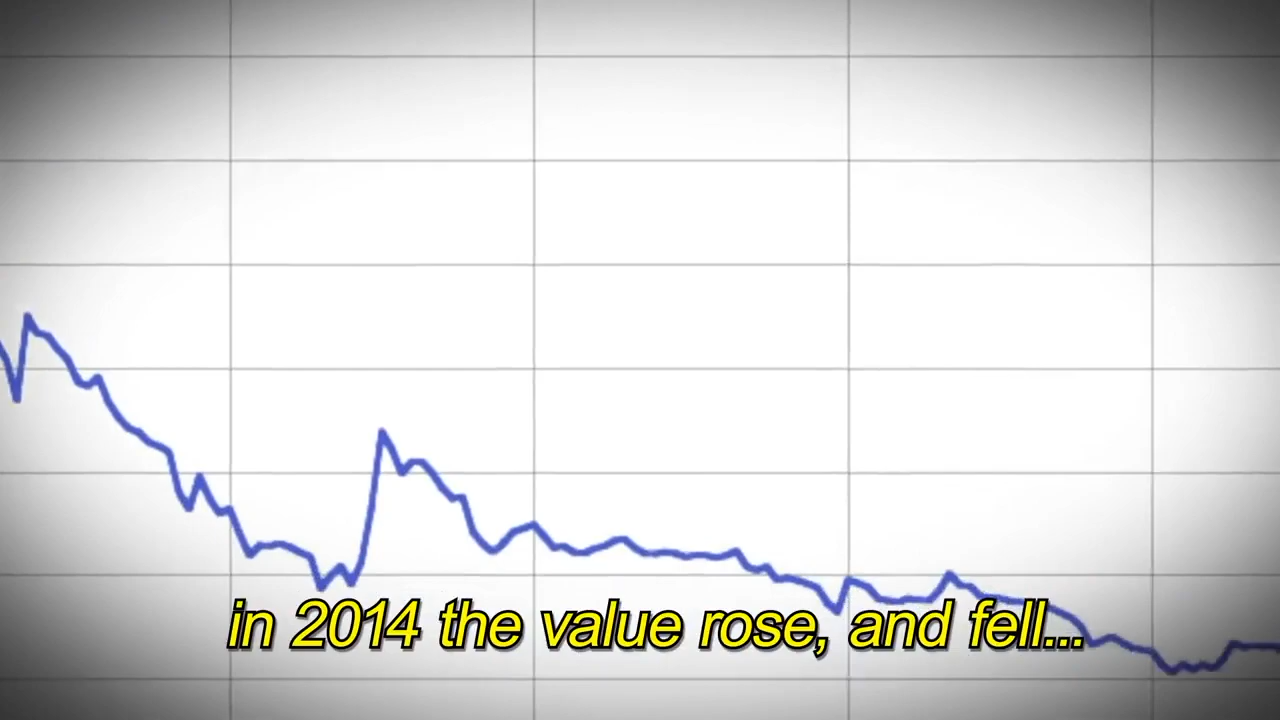 in 2014 the value rose, and fell...